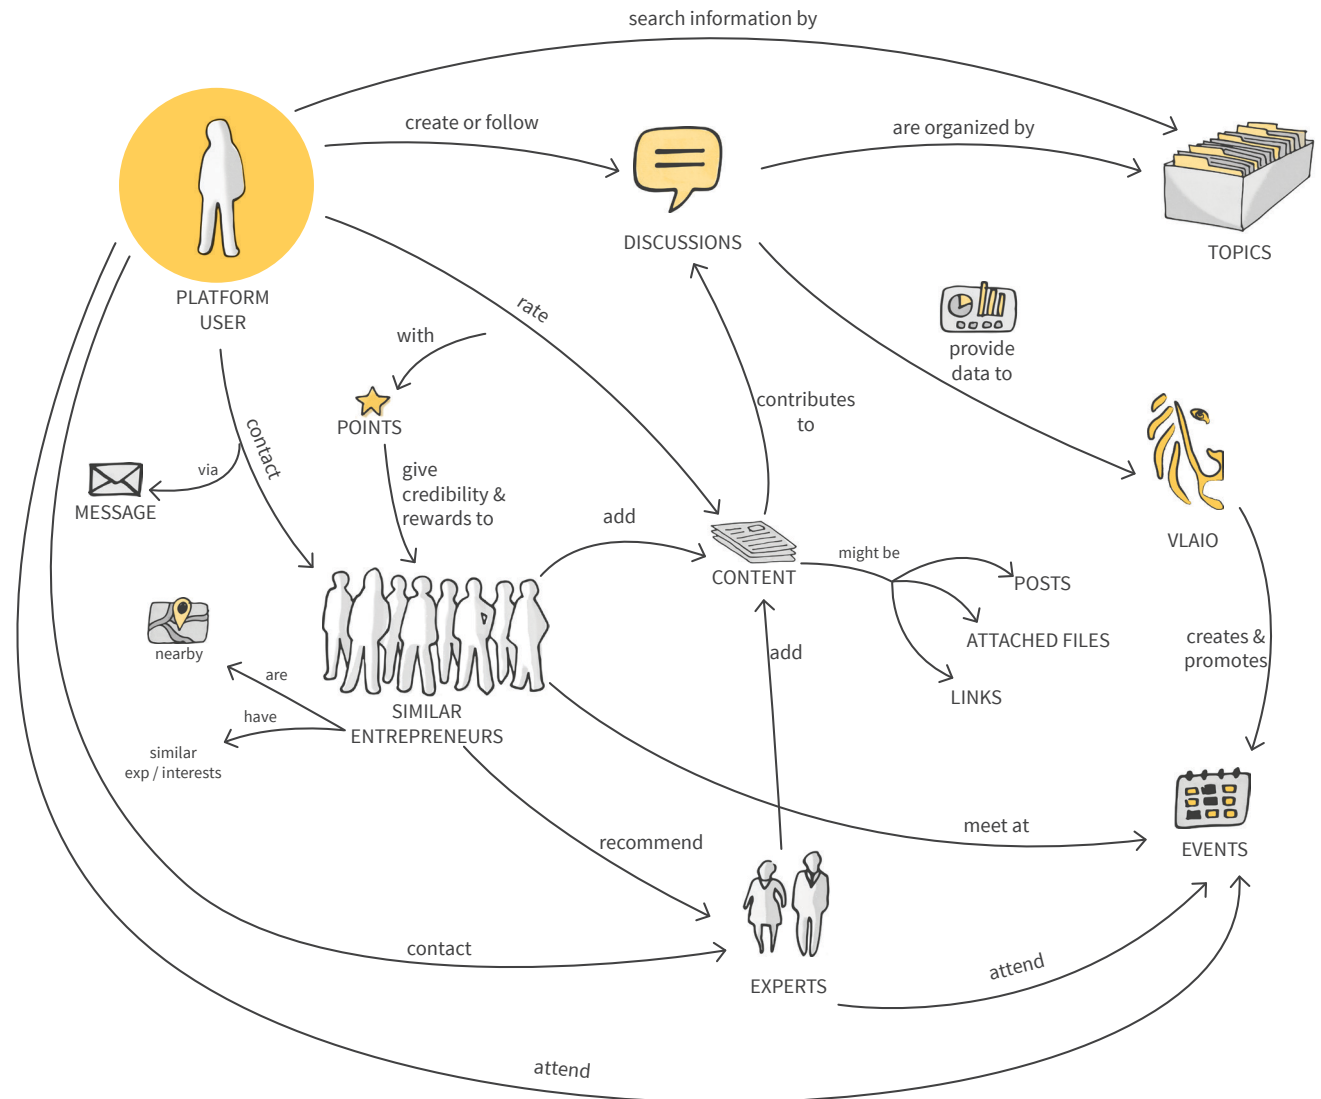 search information by
create or follow
are organized by
DISCUSSIONS
TOPICS
PLATFORM
USER
rate
with
provide
data to
POINTS
contributes
to
contact
via
MESSAGE
give
credibility &
rewards to
add
VLAIO
CONTENT
might be
POSTS
ATTACHED FILES
LINKS
nearby
add
creates &
promotes
are
have
SIMILAR
ENTREPRENEURS
similar
exp / interests
recommend
meet at
EVENTS
contact
EXPERTS
attend
attend